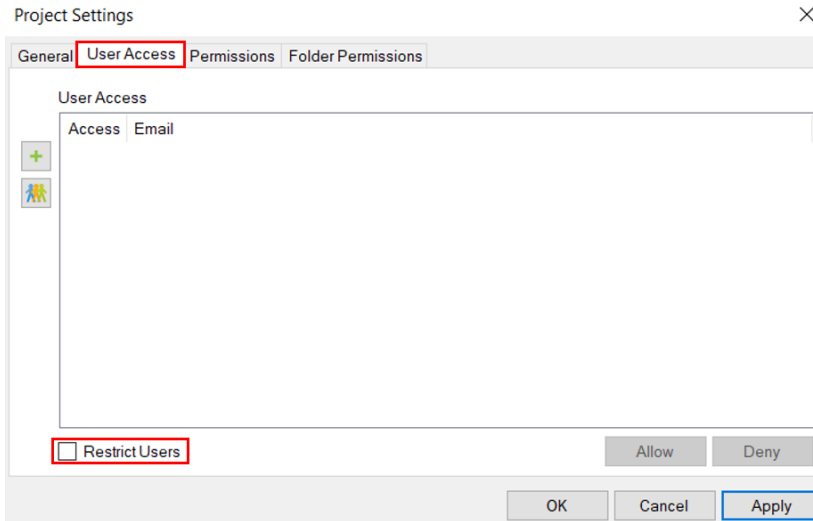 Project Settings
General User Access Permissions Folder Permissions
User Access
Access Email
Restrict Users Allow Deny
OK Cancel Apply